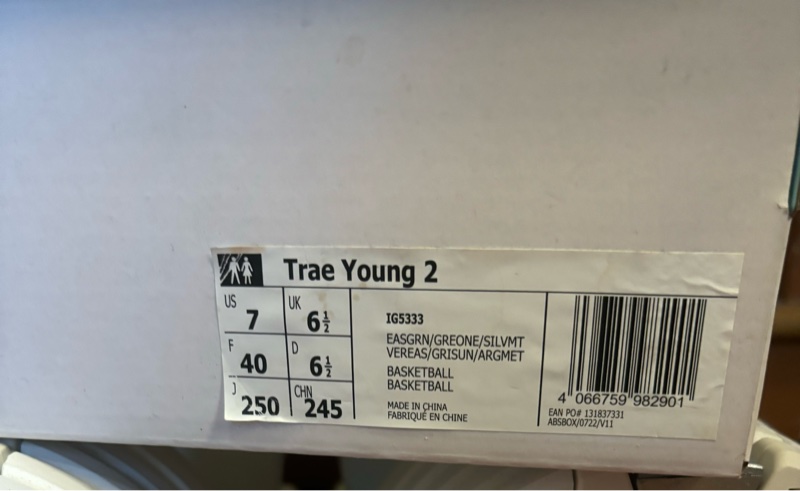 Trae Young 2
US 7 UK 6½
F 40 D 6½
J 250 CHN 245
IG5333
EASGRN/GREONE/SILVMT
VEREAS/GRISUN/ARGMET
BASKETBALL
BASKETBALL
MADE IN CHINA
FABRIQUÉ EN CHINE
4 066759 982901
EAN PO# 131837331
ABSBOX/0722/V11